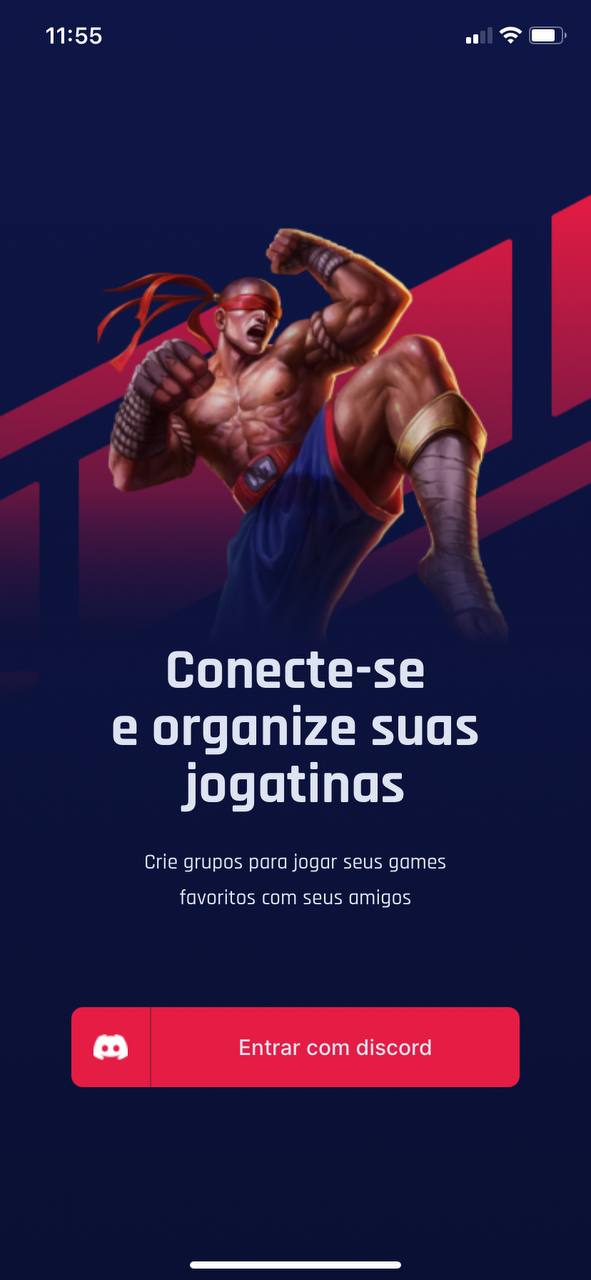 11:55
Conecte-se
e organize suas
jogatinas
Crie grupos para jogar seus games
favoritos com seus amigos
Entrar com discord